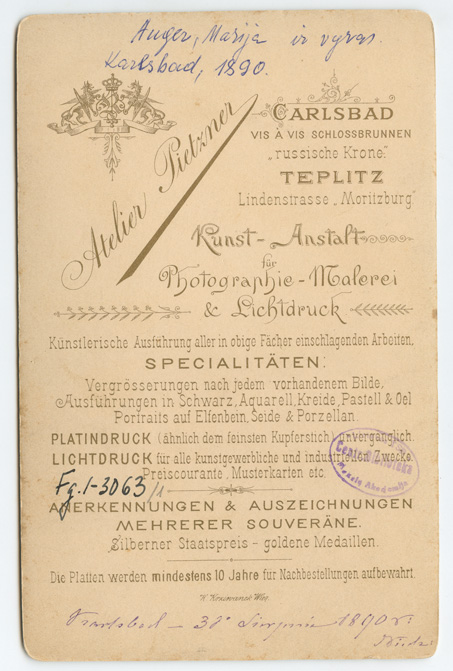 Auger, Marija ir vyras.
Karlsbad, 1890.
Atelier Pietzner
CARLSBAD
VIS À VIS SCHLOSSBRUNNEN
„russische Krone."
TEPLITZ
Lindenstrasse „Moritzburg"
Kunst-Anstalt
für
Photographie-Malerei
& Lichtdruck
Künstlerische Ausführung aller in obige Fächer einschlagenden Arbeiten.
SPECIALITÄTEN:
Vergrösserungen nach jedem vorhandenem Bilde,
Ausführungen in Schwarz, Aquarell, Kreide, Pastell & Oel
Portraits auf Elfenbein, Seide & Porzellan.
PLATINDRUCK (ähnlich dem feinsten Kupferstich) unvergänglich.
LICHTDRUCK für alle kunstgewerbliche und industriellen Zwecke.
Preiscourante, Musterkarten etc.
Fg.1-3063/1
ANERKENNUNGEN & AUSZEICHNUNGEN
MEHRERER SOUVERÄNE.
Silberner Staatspreis - goldene Medaillen.
Die Platten werden mindestens 10 Jahre für Nachbestellungen aufbewahrt.
Karlsbad - 31 Sierpnia 1890 r.